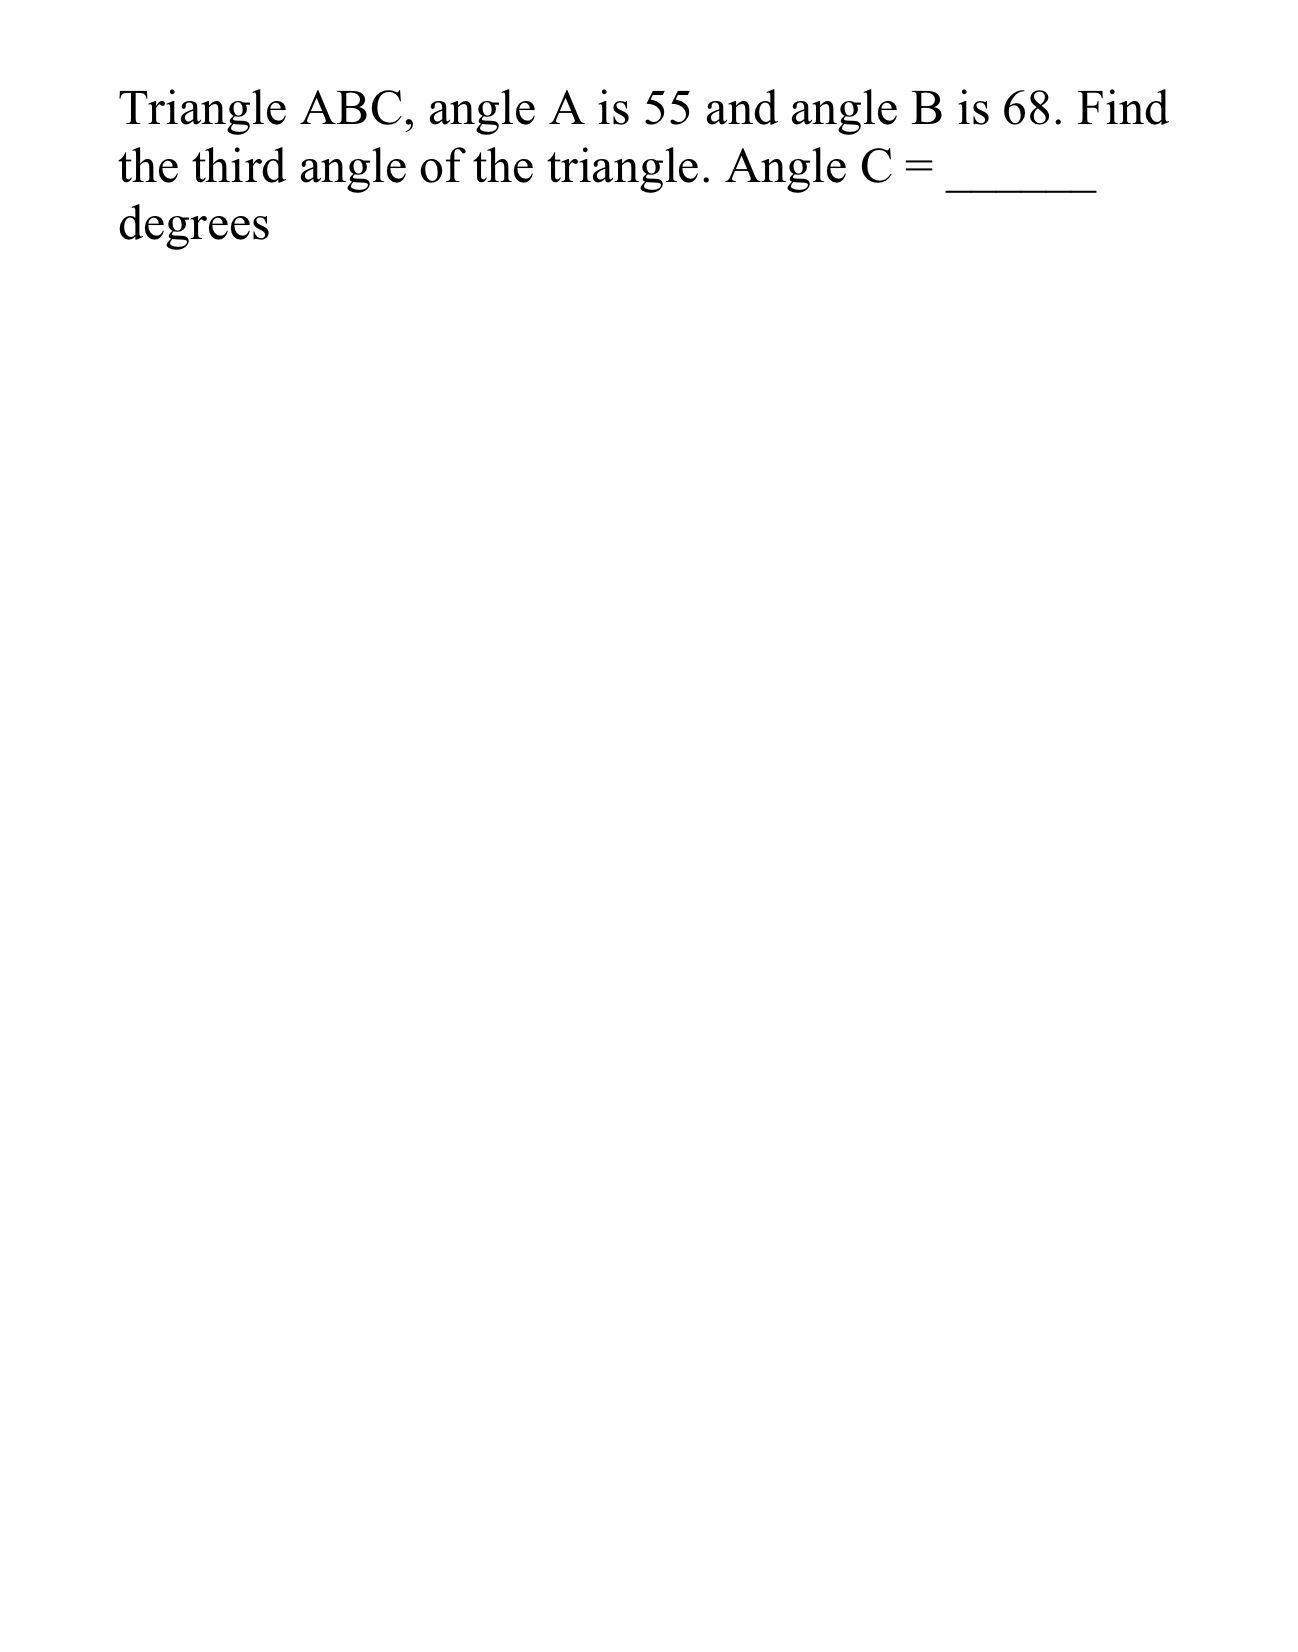 Triangle ABC, angle A is 55 and angle B is 68. Find
the third angle of the triangle. Angle C = ______
degrees